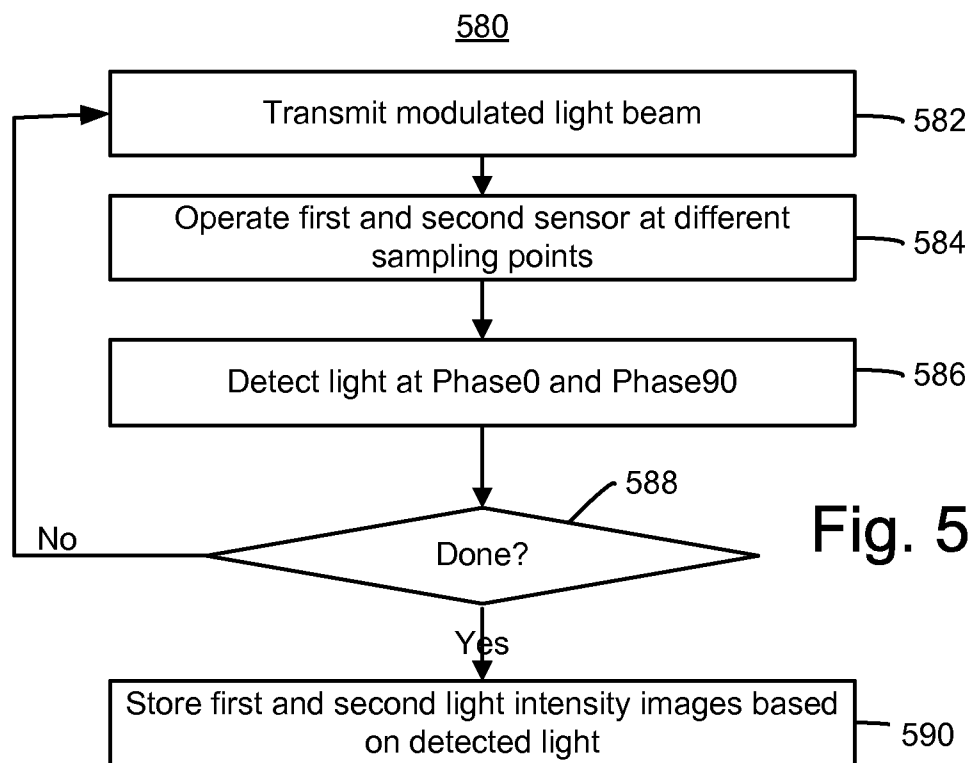 580
Transmit modulated light beam
582
Operate first and second sensor at different
sampling points
584
Detect light at Phase0 and Phase90
586
588
Done?
No
Fig. 5
Yes
Store first and second light intensity images based
on detected light
590